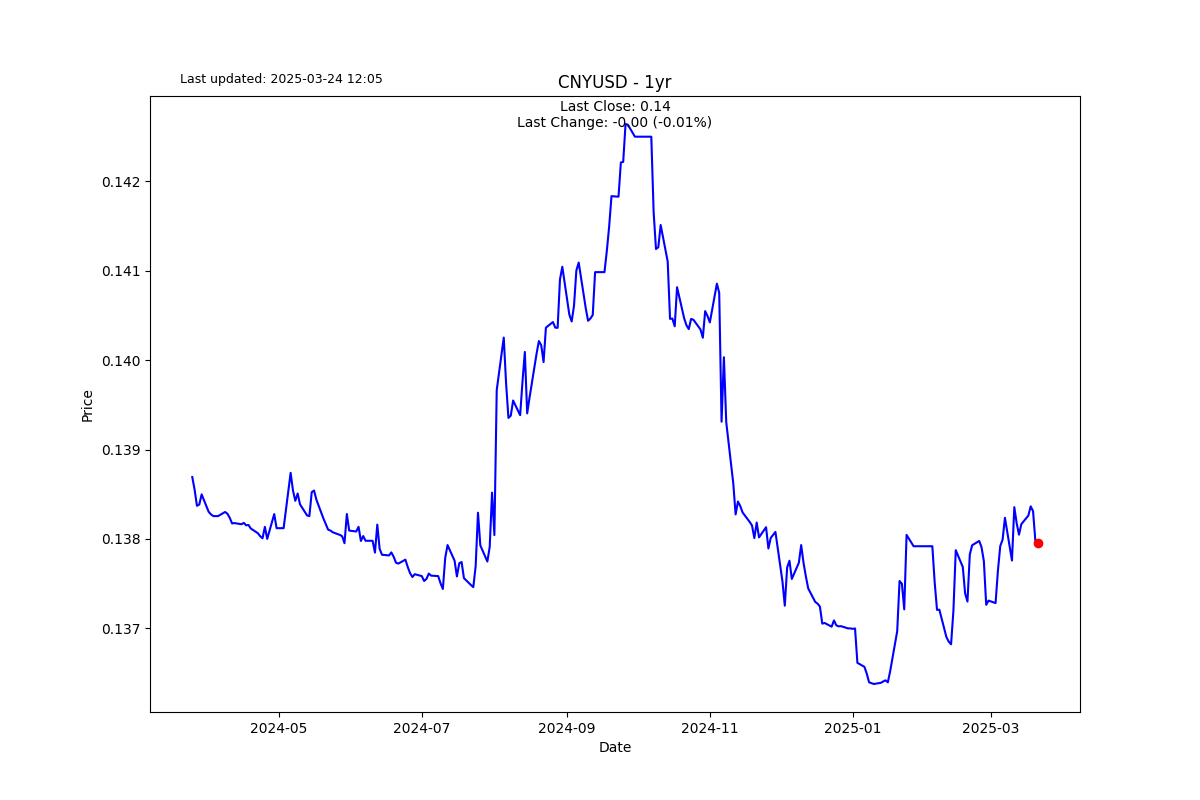 Last updated: 2025-03-24 12:05
CNYUSD - 1yr
Last Close: 0.14
Last Change: -0.00 (-0.01%)
0.142
0.141
0.140
0.139
0.138
0.137
Price
2024-05 2024-07 2024-09 2024-11 2025-01 2025-03
Date